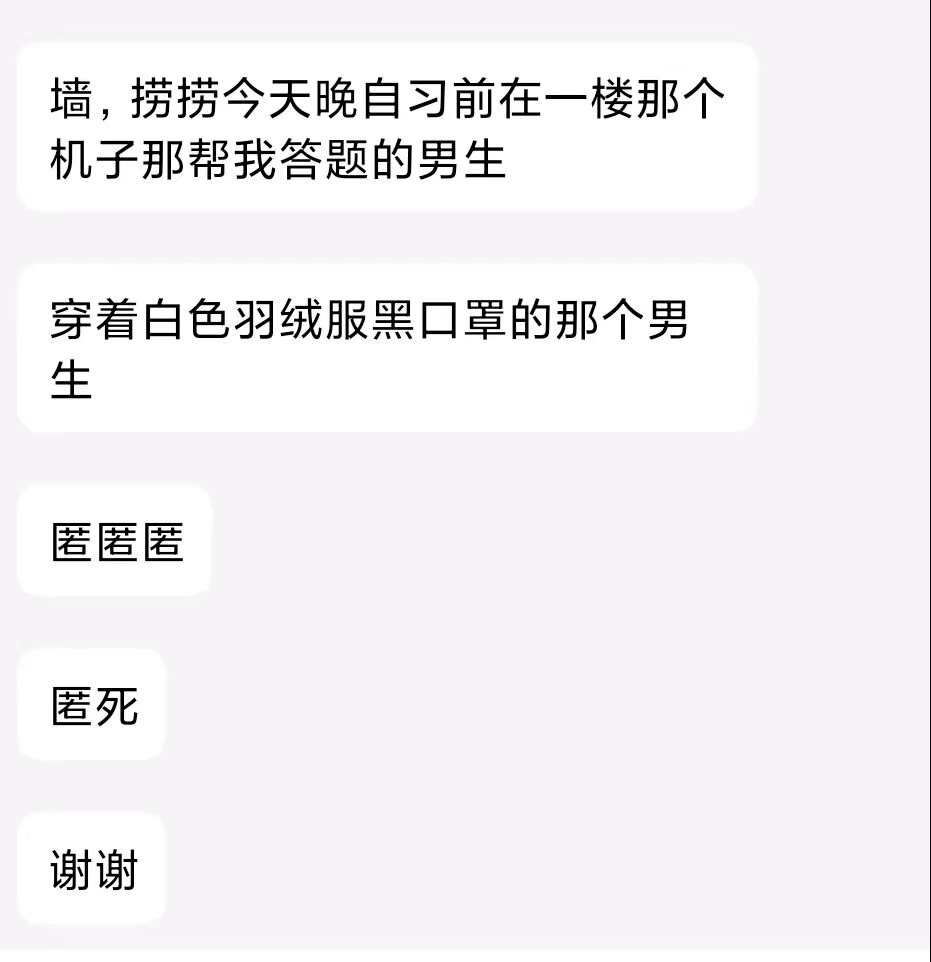 墙，捞捞今天晚自习前在一楼那个
机子那帮我答题的男生
穿着白色羽绒服黑口罩的那个男
生
匿匿匿
匿死
谢谢